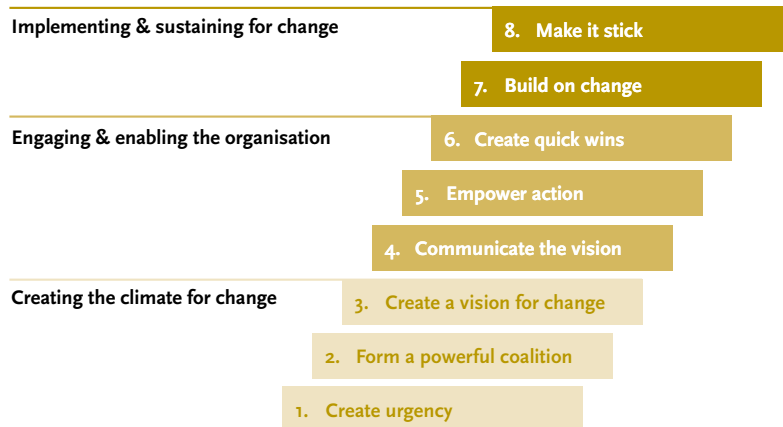 Implementing & sustaining for change
8. Make it stick
7. Build on change
Engaging & enabling the organisation
6. Create quick wins
5. Empower action
4. Communicate the vision
Creating the climate for change
3. Create a vision for change
2. Form a powerful coalition
1. Create urgency